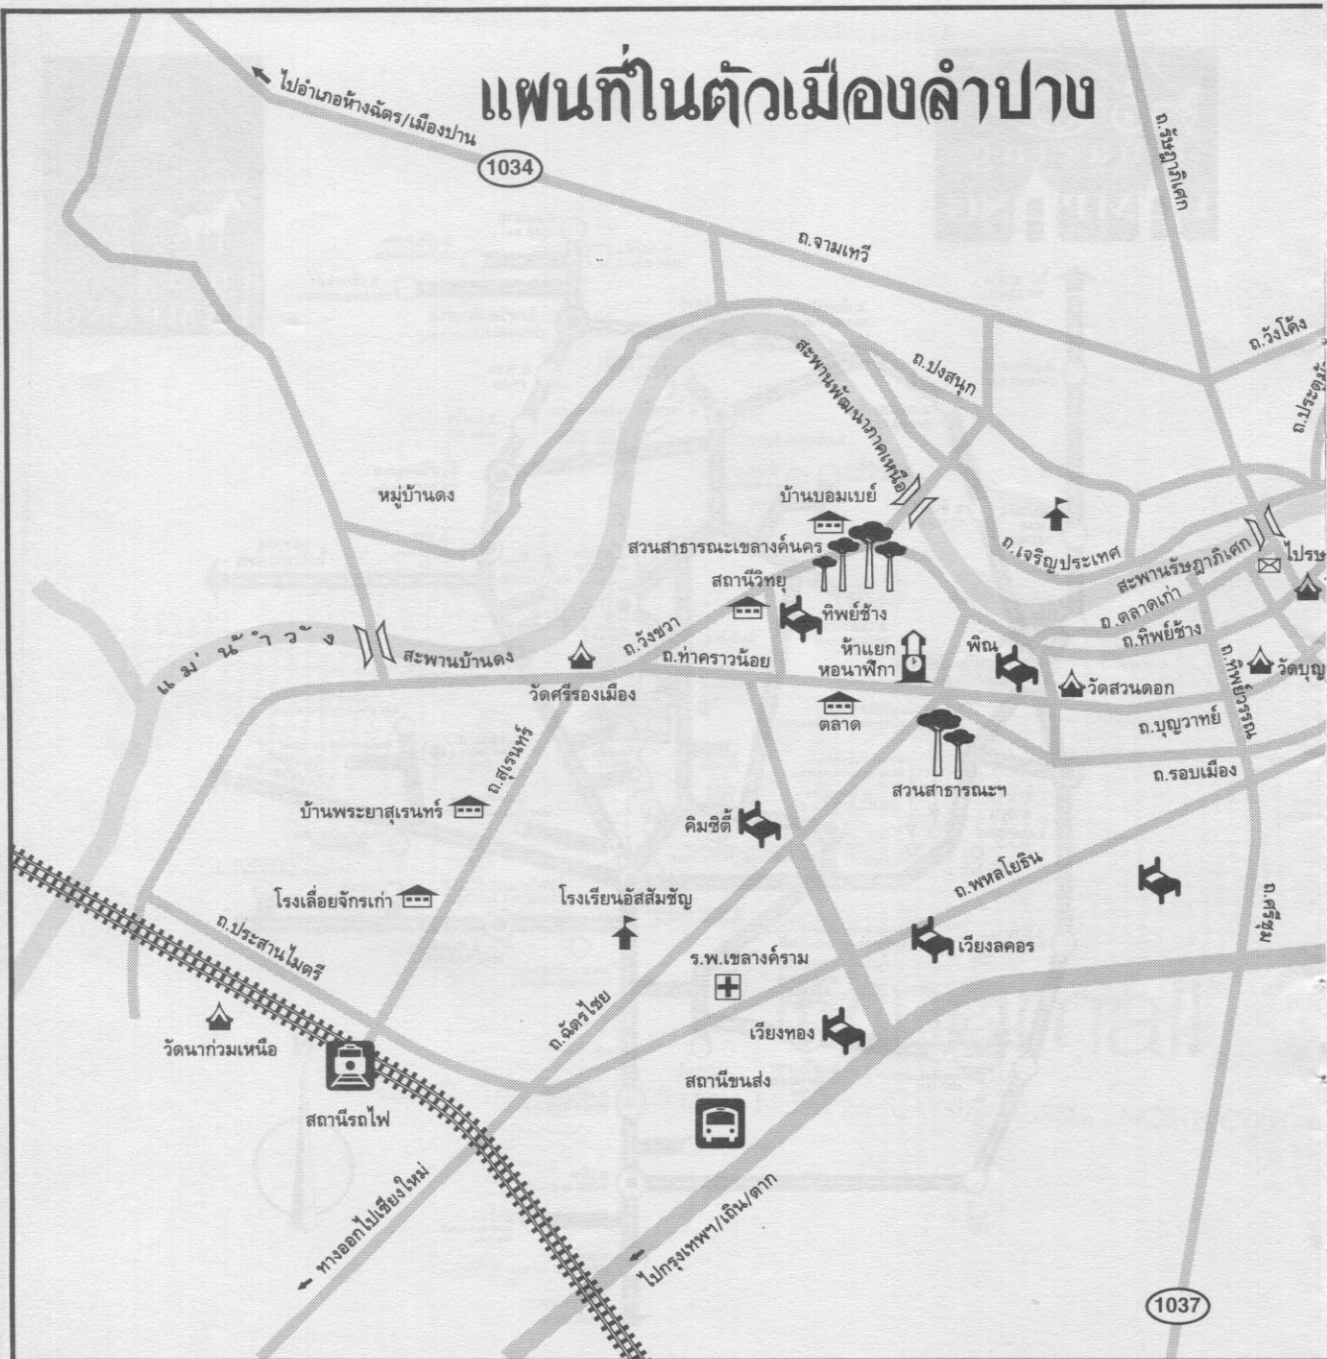 แผนที่ในตัวเมืองลำปาง
ไปอำเภอห้างฉัตร/เมืองปาน
1034
ถ.รัษฎาภิเศก
ถ.จามเทวี
ถ.วังโค้ง
ถ.ปงสนุก
สะพานพัฒนาภาคเหนือ
หมู่บ้านดง
บ้านบอมเบย์
สวนสาธารณะเขลางค์นคร
ถ.เจริญประเทศ
สะพานรัษฎาภิเศก
สถานีวิทยุ
ทิพย์ช้าง
ถ.ตลาดเก่า
ถ.ทิพย์ช้าง
แม่น้ำวัง
สะพานบ้านดง
ถ.วังขวา
ถ.ท่าคราวน้อย
ห้าแยก
หอนาฬิกา
พิณ
วัดศรีรองเมือง
วัดสวนดอก
ถ.ทิพย์วรรณ
ตลาด
ถ.บุญวาทย์
ถ.สุเรนทร์
ถ.รอบเมือง
สวนสาธารณะฯ
บ้านพระยาสุเรนทร์
คิมซิตี้
ถ.พหลโยธิน
โรงเลื่อยจักรเก่า
โรงเรียนอัสสัมชัญ
ถ.ศรีชุม
ถ.ประสานไมตรี
เวียงลคอร
ร.พ.เขลางค์ราม
ถ.ฉัตรไชย
วัดนาก่วมเหนือ
เวียงทอง
สถานีขนส่ง
สถานีรถไฟ
ทางออกไปเชียงใหม่
ไปกรุงเทพฯ/เถิน/ตาก
1037